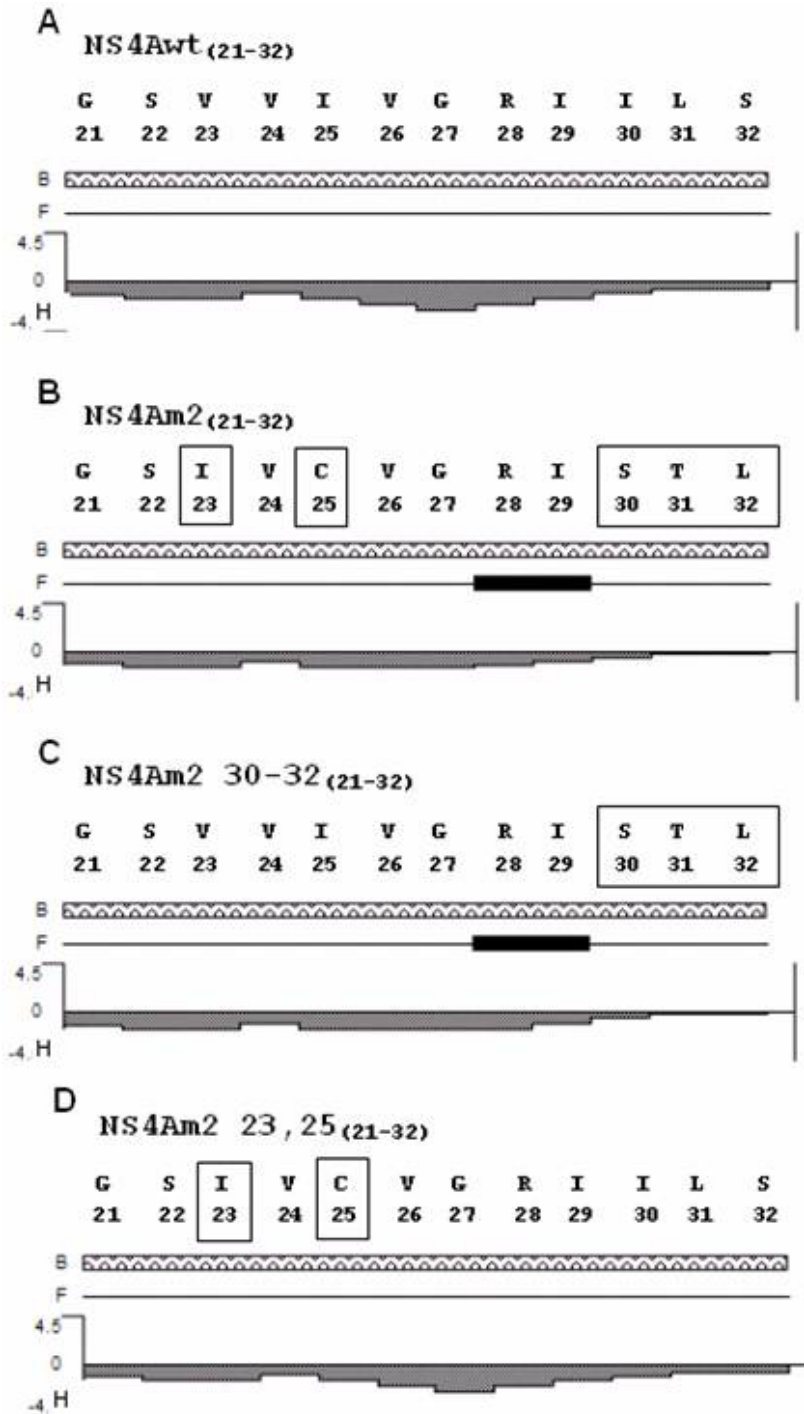 A
NS4Awt(21-32)
G S V V I V G R I I L S
21 22 23 24 25 26 27 28 29 30 31 32
B
F
4.5
0
-4. H
B
NS4Am2(21-32)
G S I V C V G R I S T L
21 22 23 24 25 26 27 28 29 30 31 32
B
F
4.5
0
-4. H
C
NS4Am2 30-32(21-32)
G S V V I V G R I S T L
21 22 23 24 25 26 27 28 29 30 31 32
B
F
4.5
0
-4. H
D
NS4Am2 23,25(21-32)
G S I V C V G R I I L S
21 22 23 24 25 26 27 28 29 30 31 32
B
F
4.5
0
-4. H